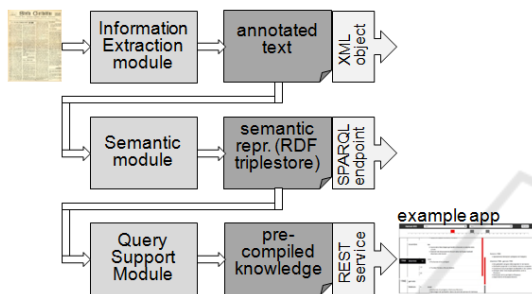 Information
Extraction
module
annotated
text
XML
object
Semantic
module
semantic
repr. (RDF
triplestore)
SPARQL
endpoint
Query
Support
Module
pre-
compiled
knowledge
REST
service
example app